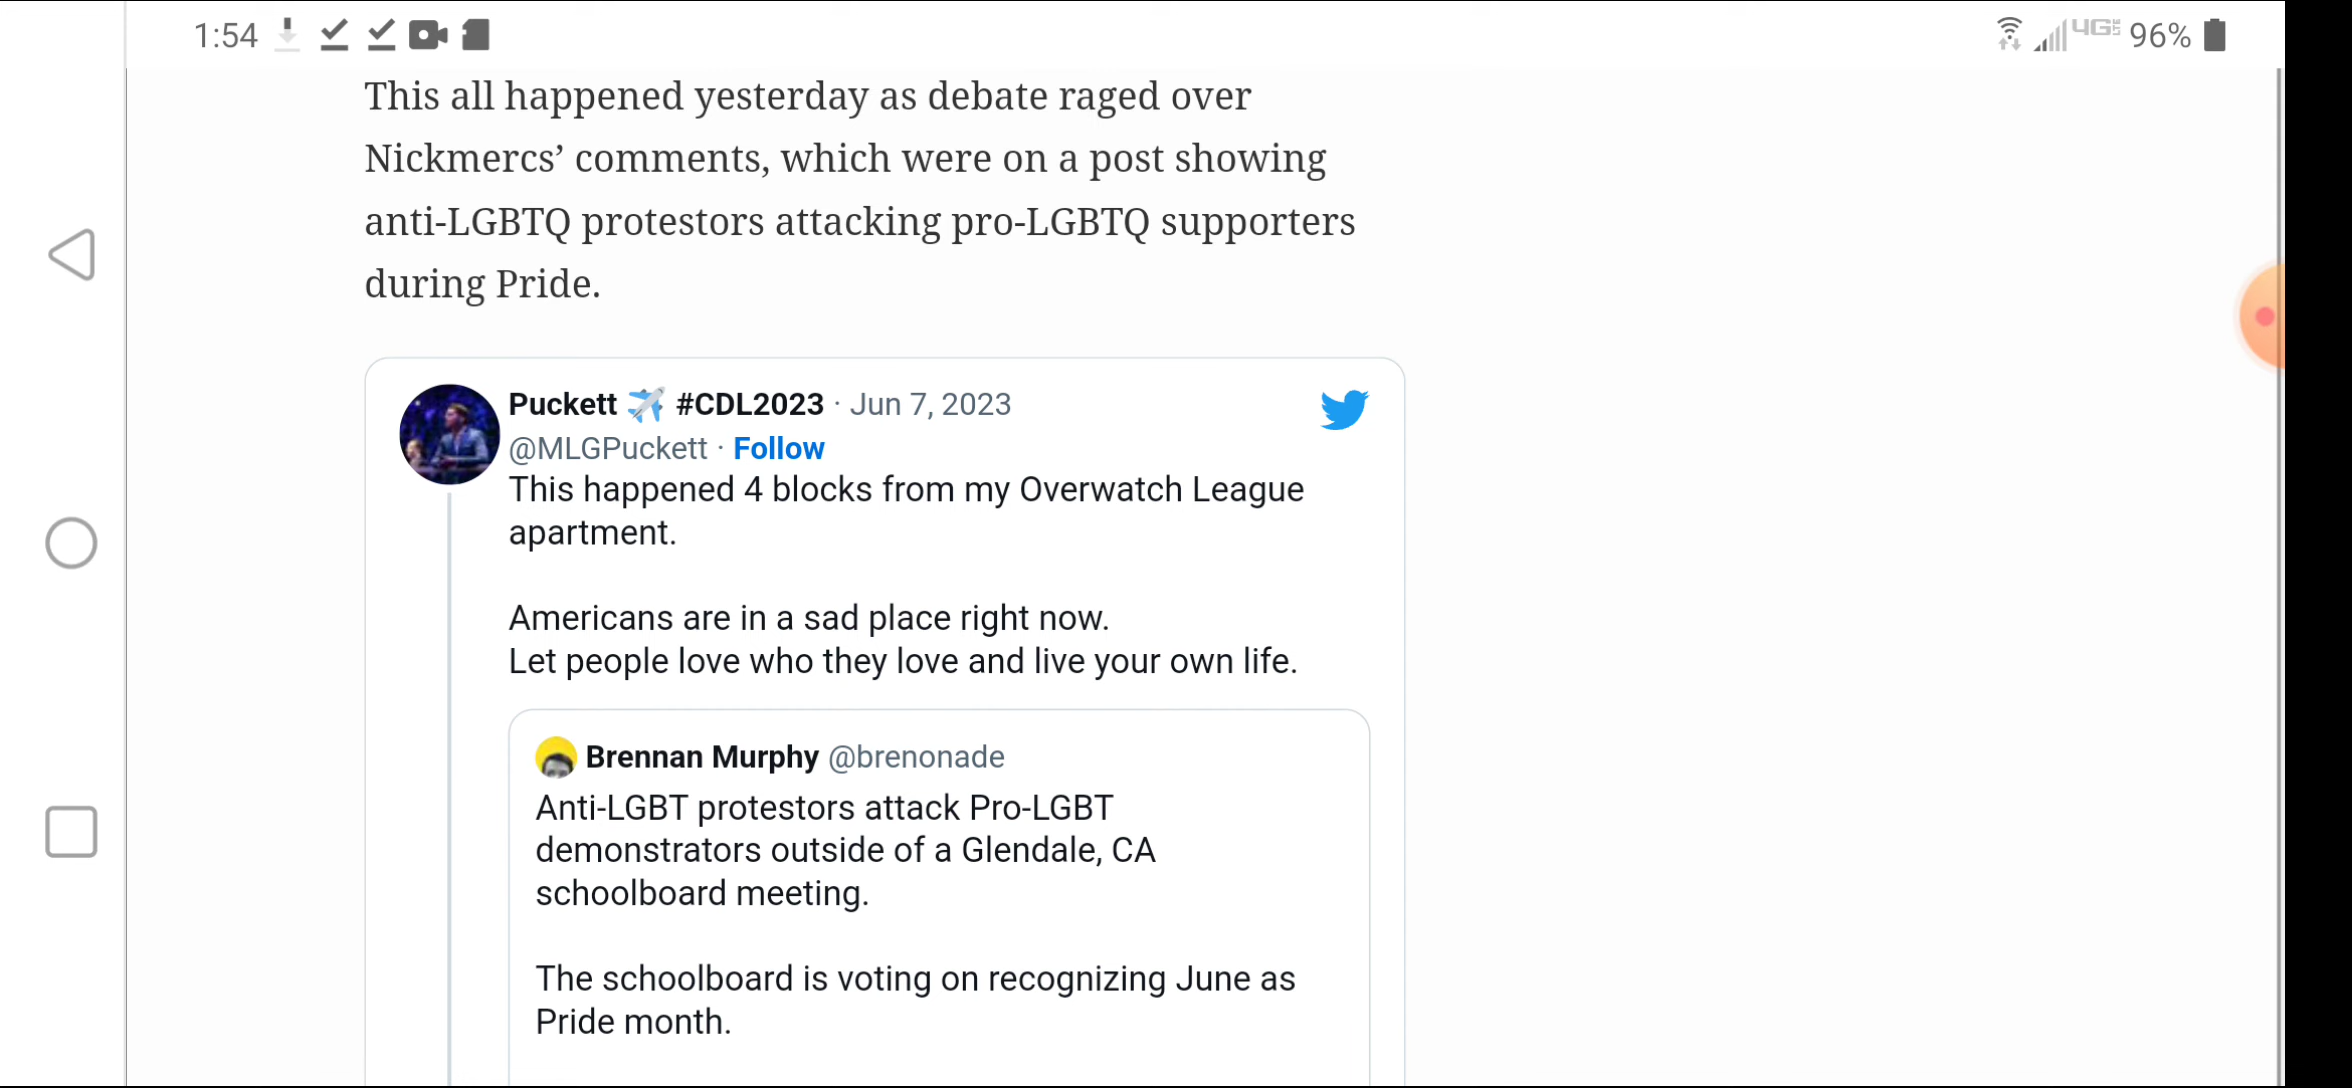 1:54
4G 96%
This all happened yesterday as debate raged over
Nickmercs’ comments, which were on a post showing
anti-LGBTQ protestors attacking pro-LGBTQ supporters
during Pride.
Puckett ✈️ #CDL2023 · Jun 7, 2023
@MLGPuckett · Follow
This happened 4 blocks from my Overwatch League
apartment.
Americans are in a sad place right now.
Let people love who they love and live your own life.
Brennan Murphy @brenonade
Anti-LGBT protestors attack Pro-LGBT
demonstrators outside of a Glendale, CA
schoolboard meeting.
The schoolboard is voting on recognizing June as
Pride month.